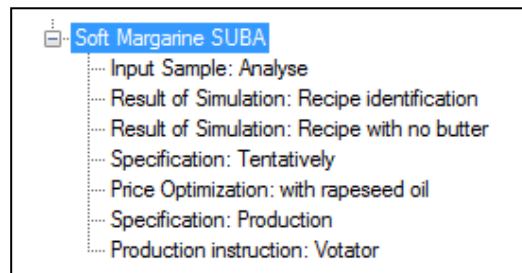 Soft Margarine SUBA
Input Sample: Analyse
Result of Simulation: Recipe identification
Result of Simulation: Recipe with no butter
Specification: Tentatively
Price Optimization: with rapeseed oil
Specification: Production
Production instruction: Votator